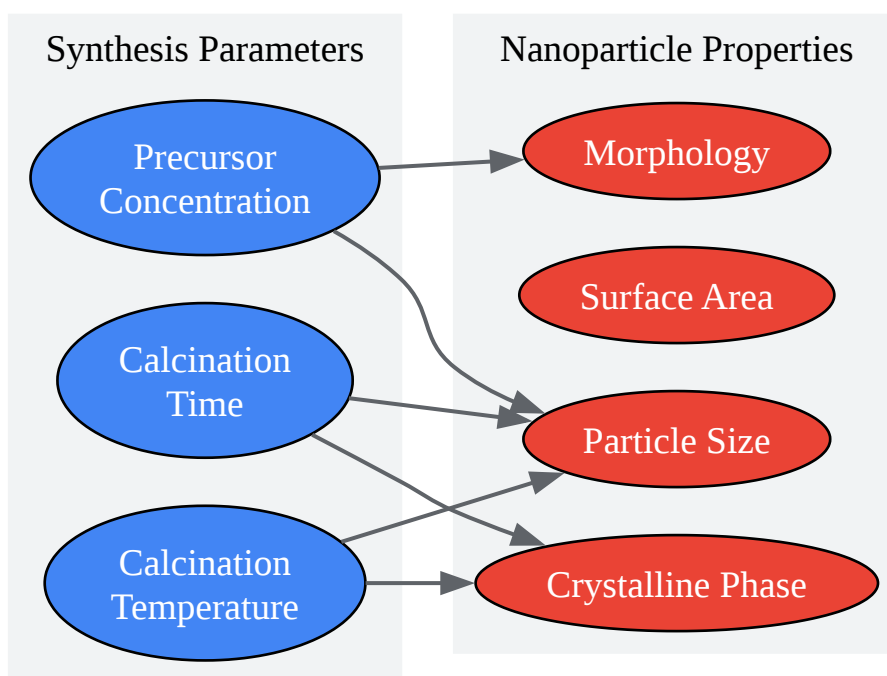 Synthesis Parameters
Precursor
Concentration
Calcination
Time
Calcination
Temperature
Nanoparticle Properties
Morphology
Surface Area
Particle Size
Crystalline Phase